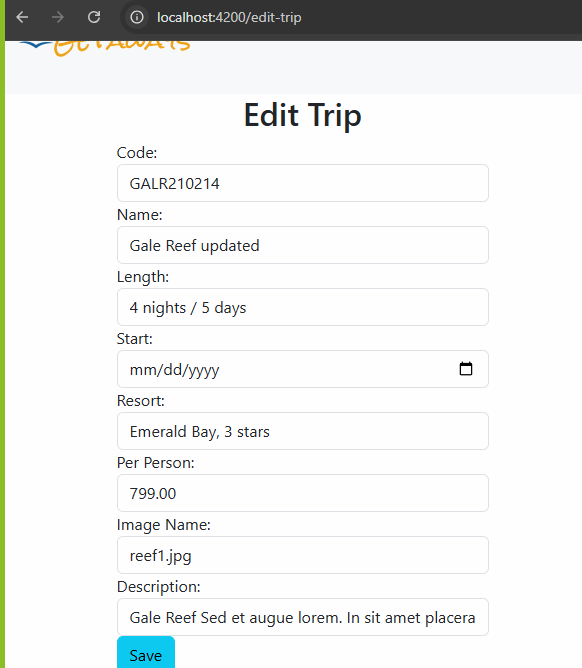 localhost:4200/edit-trip
GETAWAYS
Edit Trip
Code:
GALR210214
Name:
Gale Reef updated
Length:
4 nights / 5 days
Start:
mm/dd/yyyy
Resort:
Emerald Bay, 3 stars
Per Person:
799.00
Image Name:
reef1.jpg
Description:
Gale Reef Sed et augue lorem. In sit amet placera
Save